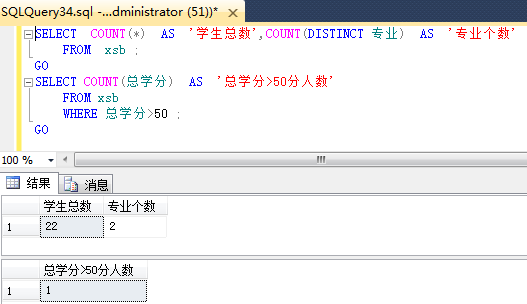 SQLQuery34.sql -...dministrator (51))*
SELECT COUNT(*) AS '学生总数',COUNT(DISTINCT 专业) AS '专业个数'
FROM xsb ;
GO
SELECT COUNT(总学分) AS '总学分>50分人数'
FROM xsb
WHERE 总学分>50 ;
GO
100 %
结果 消息
学生总数 专业个数
1 22 2
总学分>50分人数
1 1